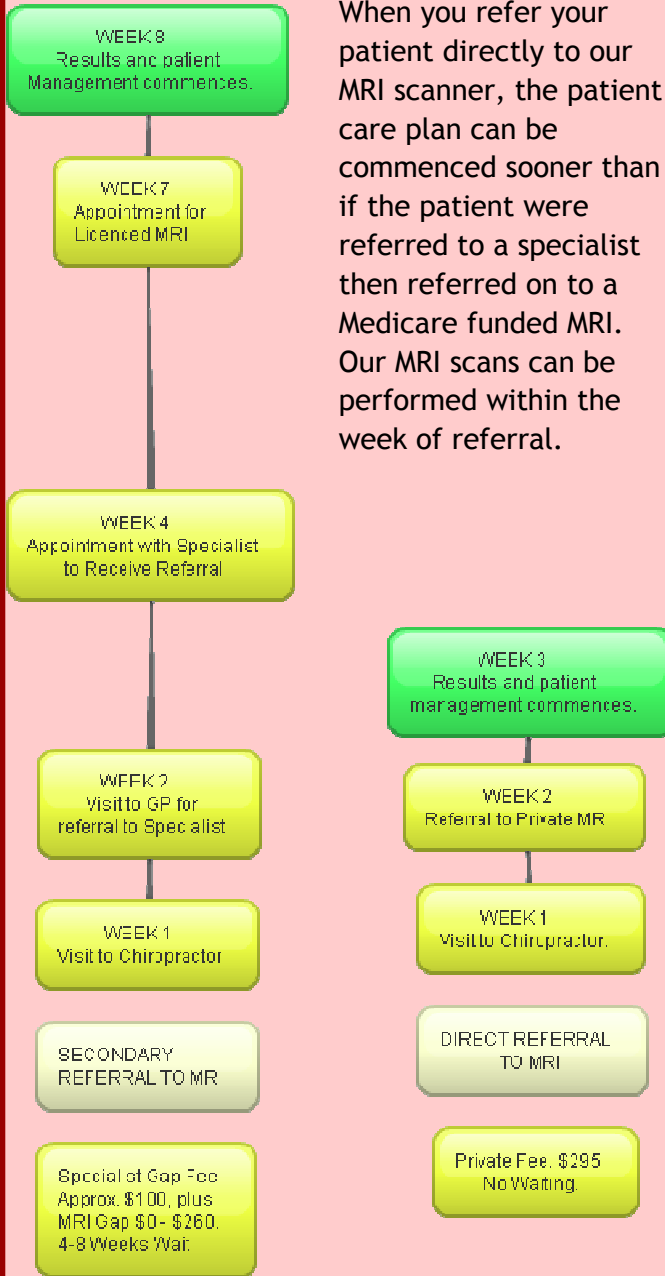 When you refer your
patient directly to our
MRI scanner, the patient
care plan can be
commenced sooner than
if the patient were
referred to a specialist
then referred on to a
Medicare funded MRI.
Our MRI scans can be
performed within the
week of referral.
WEEK 8
Results and patient
Management commences.
WEEK 7
Appointment for
Licenced MRI
WEEK 4
Appointment with Specialist
to Receive Referral
WEEK 2
Visit to GP for
referral to Specialist
WEEK 1
Visit to Chiropractor
SECONDARY
REFERRAL TO MR
Specialist Gap Fee
Approx. $100, plus
MRI Gap $0 - $260.
4-8 Weeks Wait
WEEK 3
Results and patient
management commences.
WEEK 2
Referral to Private MR
WEEK 1
Visit to Chiropractor.
DIRECT REFERRAL
TO MRI
Private Fee. $295
No Waiting.